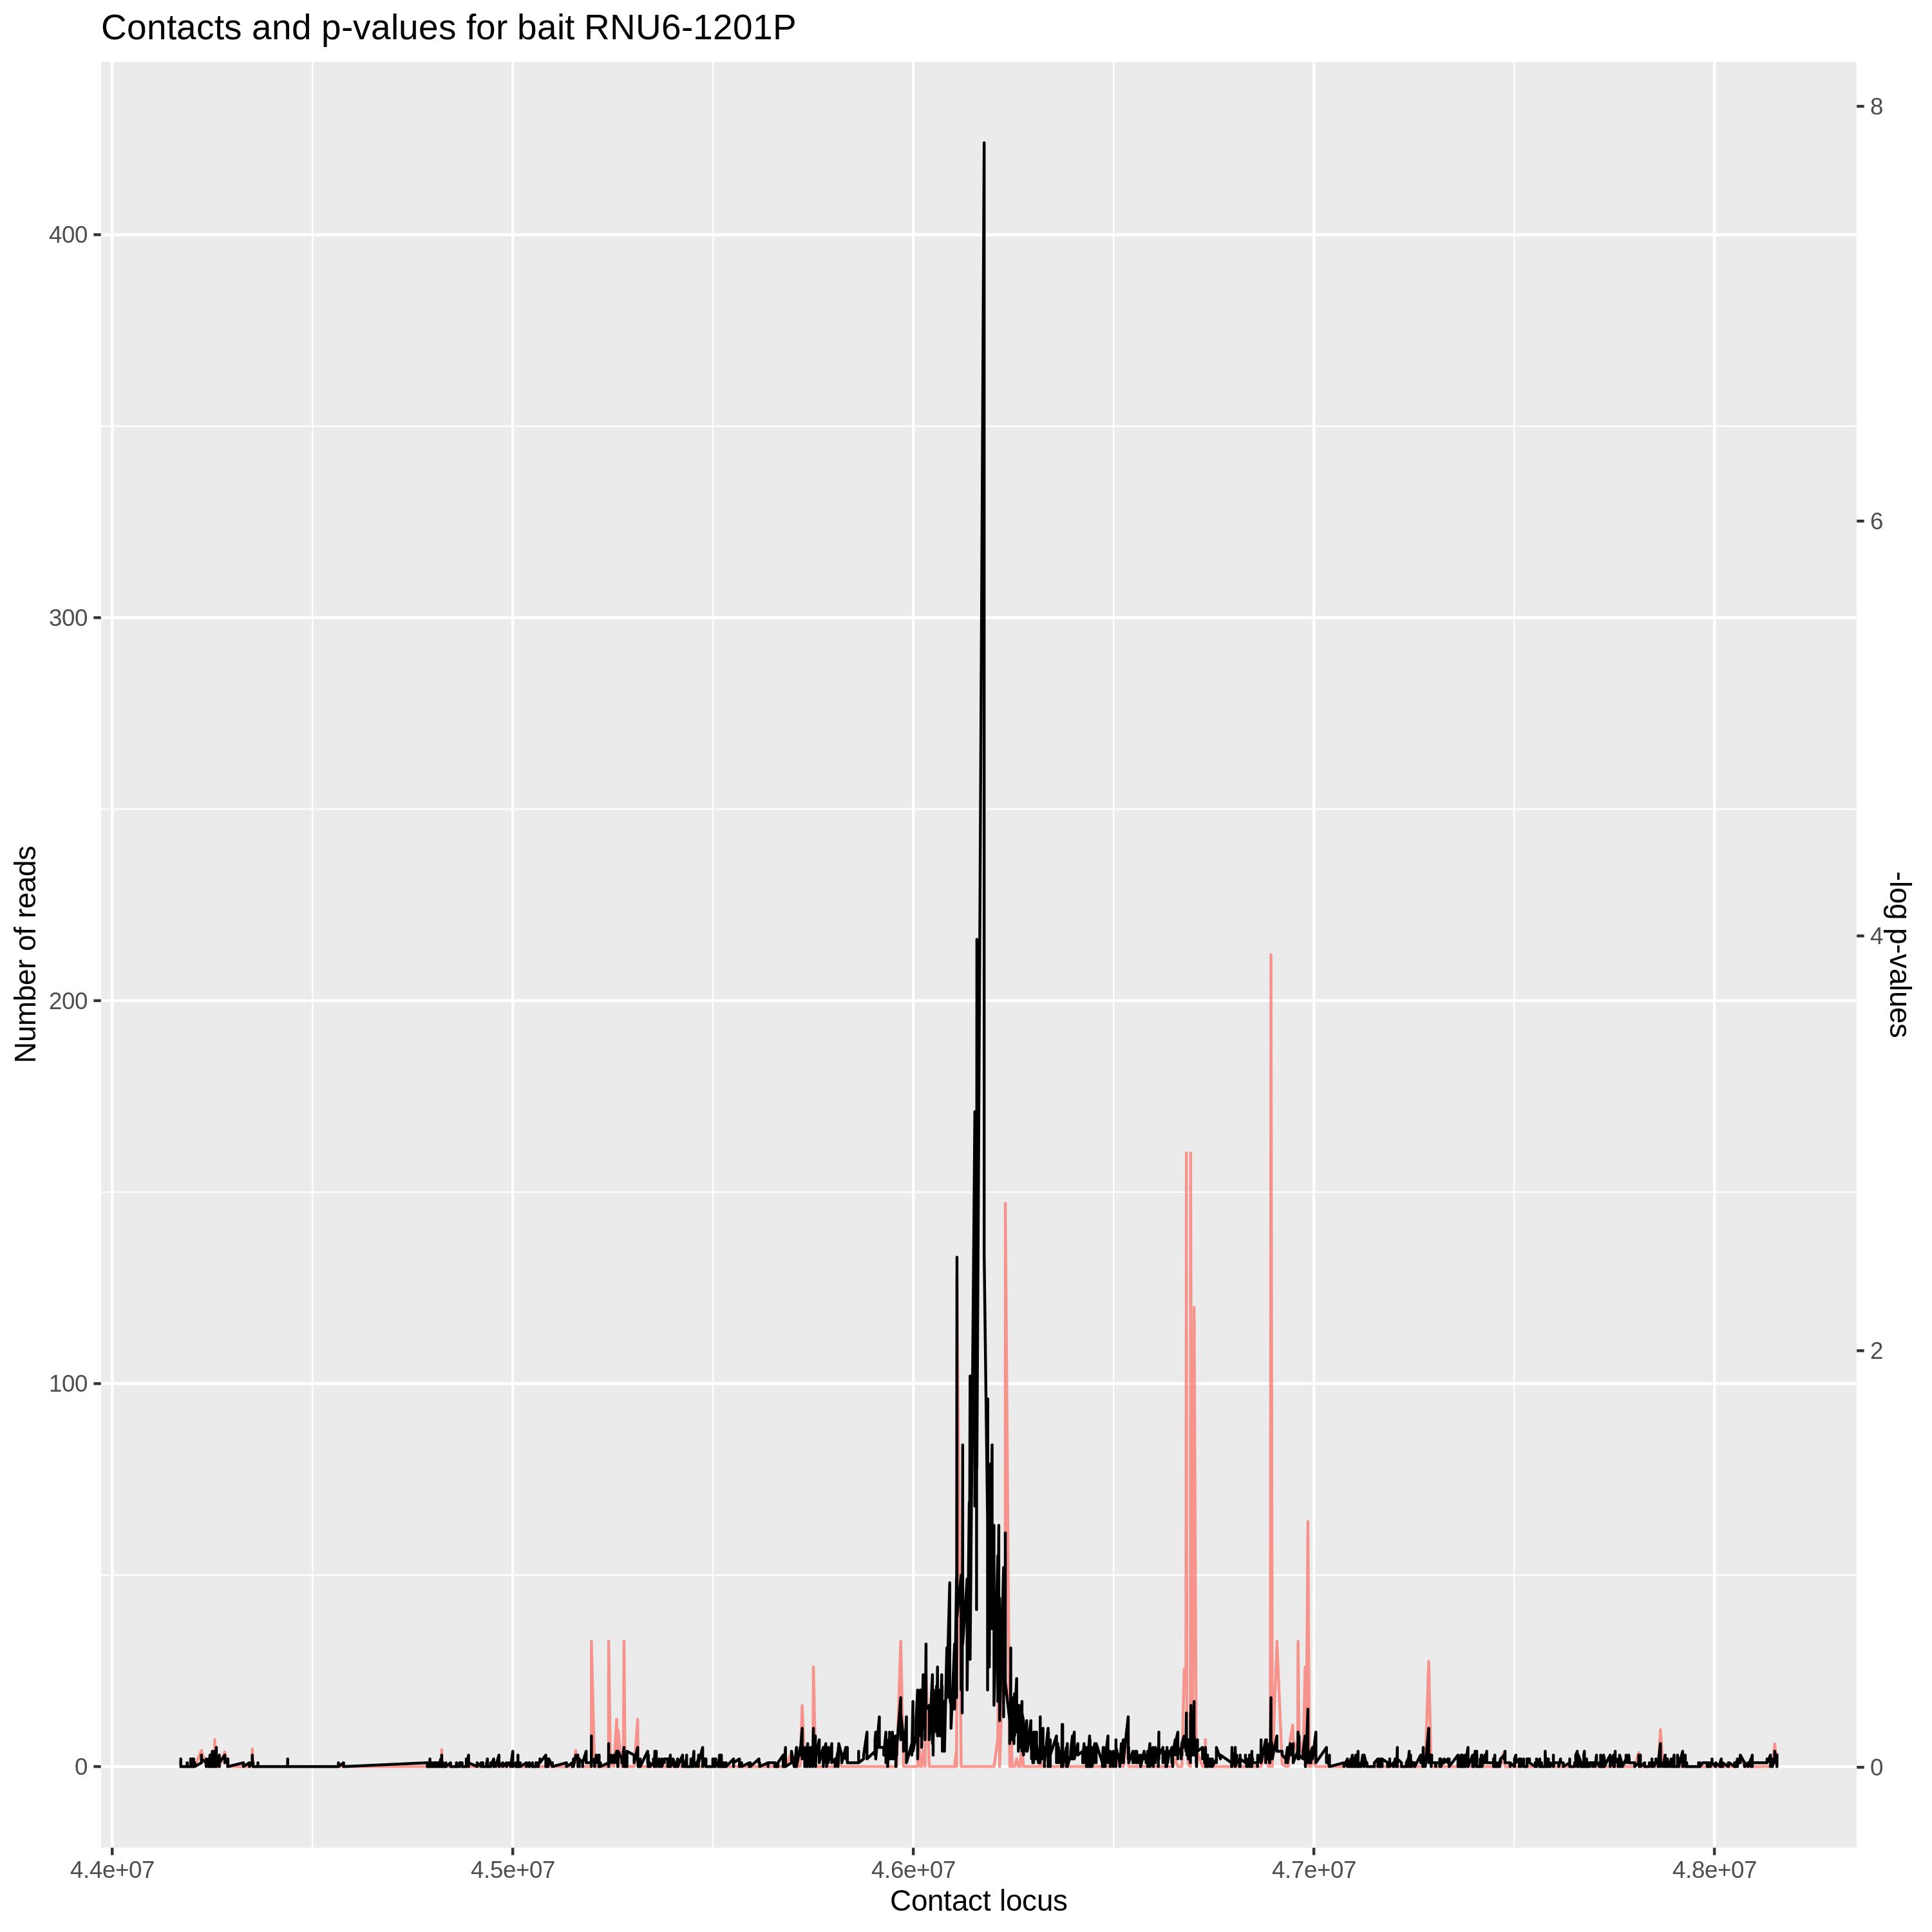 Contacts and p-values for bait RNU6-1201P
Number of reads
400
300
200
100
0
8
6
4
2
0
-log p-values
4.4e+07
4.5e+07
4.6e+07
4.7e+07
4.8e+07
Contact locus